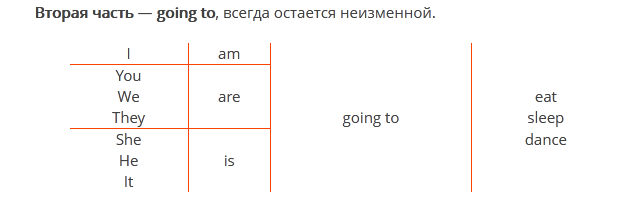 Вторая часть — going to, всегда остается неизменной.
I am
You
We are eat
They going to sleep
She dance
He is
It